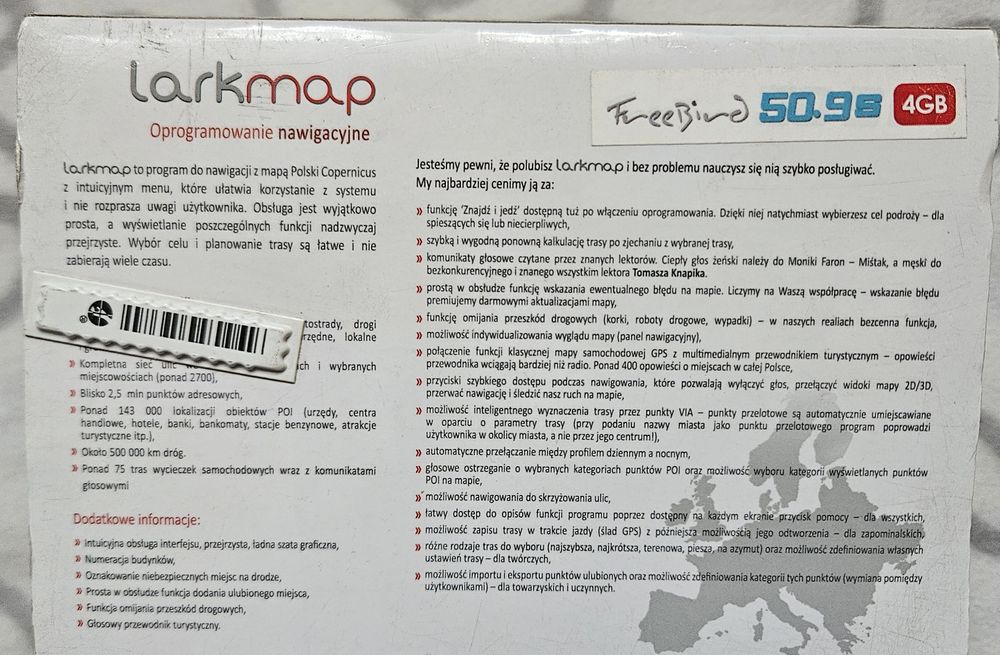 larkmap
Oprogramowanie nawigacyjne
FreeBird 50.98 4GB
larkmap to program do nawigacji z mapą Polski Copernicus
z intuicyjnym menu, które ułatwia korzystanie z systemu
i nie rozprasza uwagi użytkownika. Obsługa jest wyjątkowo
prosta, a wyświetlanie poszczególnych funkcji nadzwyczaj
przejrzyste. Wybór celu i planowanie trasy są łatwe i nie
zabierają wiele czasu.
drogi
lokalne
» Kompletna sieć ulic i wybranych
miejscowościach (ponad 2700),
» Blisko 2,5 mln punktów adresowych,
» Ponad 143 000 lokalizacji obiektów POI (urzędy, centra
handlowe, hotele, banki, bankomaty, stacje benzynowe, atrakcje
turystyczne itp.),
» Około 500 000 km dróg.
» Ponad 75 tras wycieczek samochodowych wraz z komunikatami
głosowymi
Dodatkowe informacje:
» Intuicyjna obsługa interfejsu, przejrzysta, ładna szata graficzna,
» Numeracja budynków,
» Oznakowanie niebezpiecznych miejsc na drodze,
» Prosta w obsłudze funkcja dodania ulubionego miejsca,
» Funkcja omijania przeszkód drogowych,
» Głosowy przewodnik turystyczny.
Jesteśmy pewni, że polubisz larkmap i bez problemu nauczysz się nią szybko posługiwać.
My najbardziej cenimy ją za:
» funkcję 'Znajdź i jedź' dostępną tuż po włączeniu oprogramowania. Dzięki niej natychmiast wybierzesz cel podroży – dla
spieszących się lub niecierpliwych,
» szybką i wygodną ponowną kalkulację trasy po zjechaniu z wybranej trasy,
» komunikaty głosowe czytane przez znanych lektorów. Ciepły głos żeński należy do Moniki Faron – Miśtak, a męski do
bezkonkurencyjnego i znanego wszystkim lektora Tomasza Knapika.
» prostą w obsłudze funkcję wskazania ewentualnego błędu na mapie. Liczymy na Waszą współpracę – wskazanie błędu
premiujemy darmowymi aktualizacjami mapy,
» funkcję omijania przeszkód drogowych (korki, roboty drogowe, wypadki) – w naszych realiach bezcenna funkcja,
» możliwość indywidualizowania wyglądu mapy (panel nawigacyjny),
» połączenie funkcji klasycznej mapy samochodowej GPS z multimedialnym przewodnikiem turystycznym – opowieści
przewodnika wciągają bardziej niż radio. Ponad 400 opowieści o miejscach w całej Polsce,
» przyciski szybkiego dostępu podczas nawigowania, które pozwalają wyłączyć głos, przełączyć widoki mapy 2D/3D,
przerwać nawigację i śledzić nasz ruch na mapie,
» możliwość inteligentnego wyznaczenia trasy przez punkty VIA – punkty przelotowe są automatycznie umiejscawiane
w oparciu o parametry trasy (przy podaniu nazwy miasta jako punktu przelotowego program poprowadzi
użytkownika w okolicy miasta, a nie przez jego centrum!),
» automatyczne przełączanie między profilem dziennym a nocnym,
» głosowe ostrzeganie o wybranych kategoriach punktów POI oraz możliwość wyboru kategorii wyświetlanych punktów
POI na mapie,
» możliwość nawigowania do skrzyżowania ulic,
» łatwy dostęp do opisów funkcji programu poprzez dostępny na każdym ekranie przycisk pomocy – dla wszystkich,
» możliwość zapisu trasy w trakcie jazdy (ślad GPS) z późniejszą możliwością jego odtworzenia – dla zapominalskich,
» różne rodzaje tras do wyboru (najszybsza, najkrótsza, terenowa, piesza, na azymut) oraz możliwość zdefiniowania własnych
ustawień trasy – dla twórczych,
» możliwość importu i eksportu punktów ulubionych oraz możliwość zdefiniowania kategorii tych punktów (wymiana pomiędzy
użytkownikami) – dla towarzyskich i uczynnych.